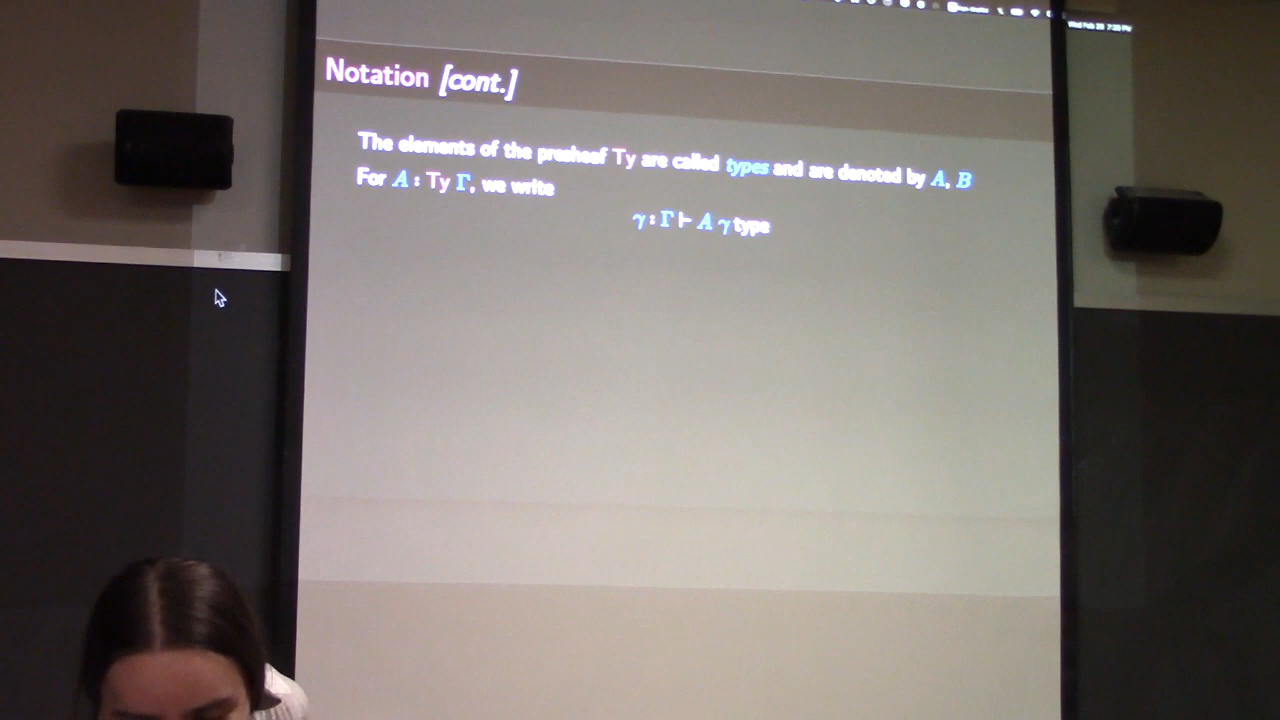 Notation [cont.]
The elements of the presheef Ty are called types and are denoted by A, B
For A : Ty Γ, we write
γ : Γ ⊢ A γ type